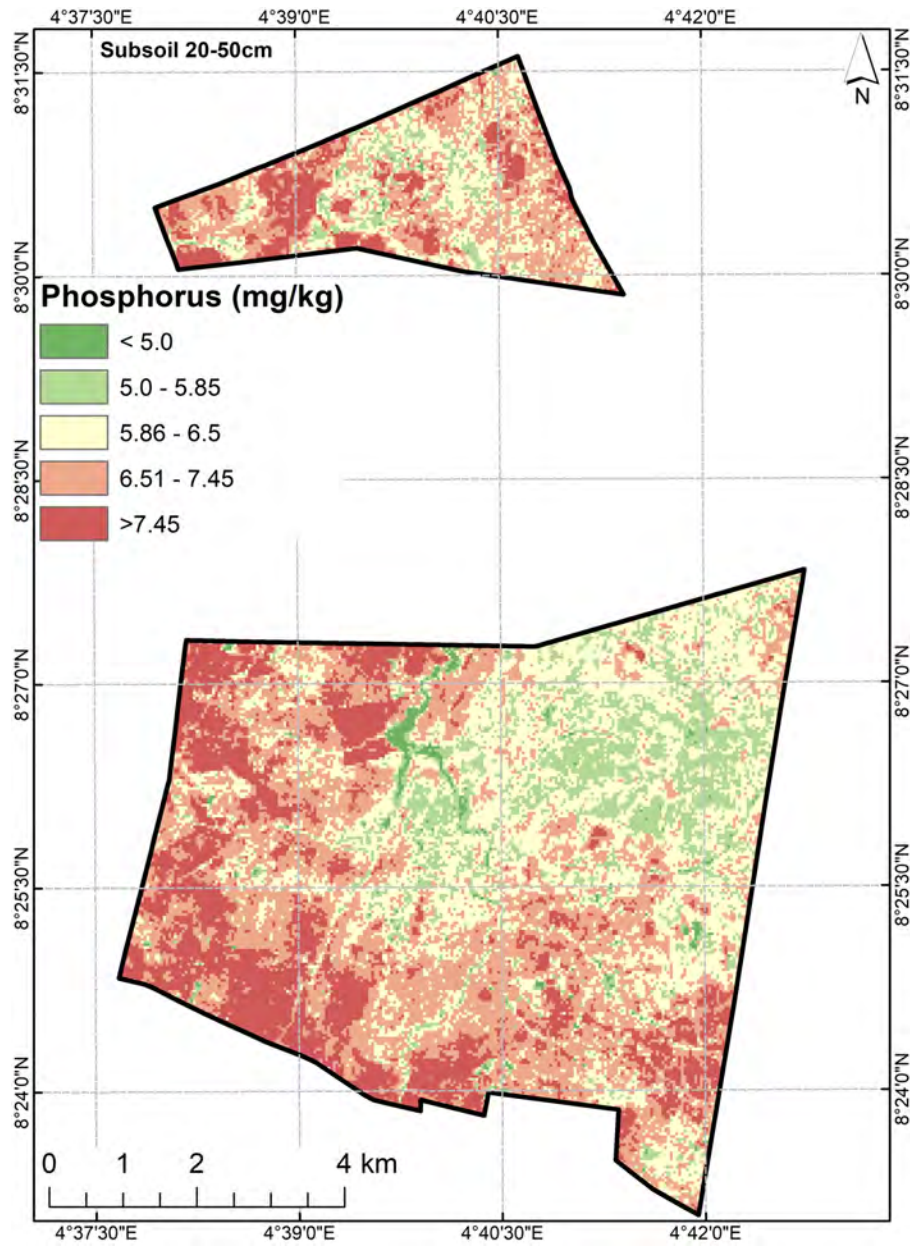 4°37'30"E 4°39'0"E 4°40'30"E 4°42'0"E
Subsoil 20-50cm
N
8°31'30"N 8°31'30"N
8°30'0"N 8°30'0"N
Phosphorus (mg/kg)
< 5.0
5.0 - 5.85
5.86 - 6.5
6.51 - 7.45
>7.45
8°28'30"N 8°28'30"N
8°27'0"N 8°27'0"N
8°25'30"N 8°25'30"N
8°24'0"N 8°24'0"N
0 1 2 4 km
4°37'30"E 4°39'0"E 4°40'30"E 4°42'0"E